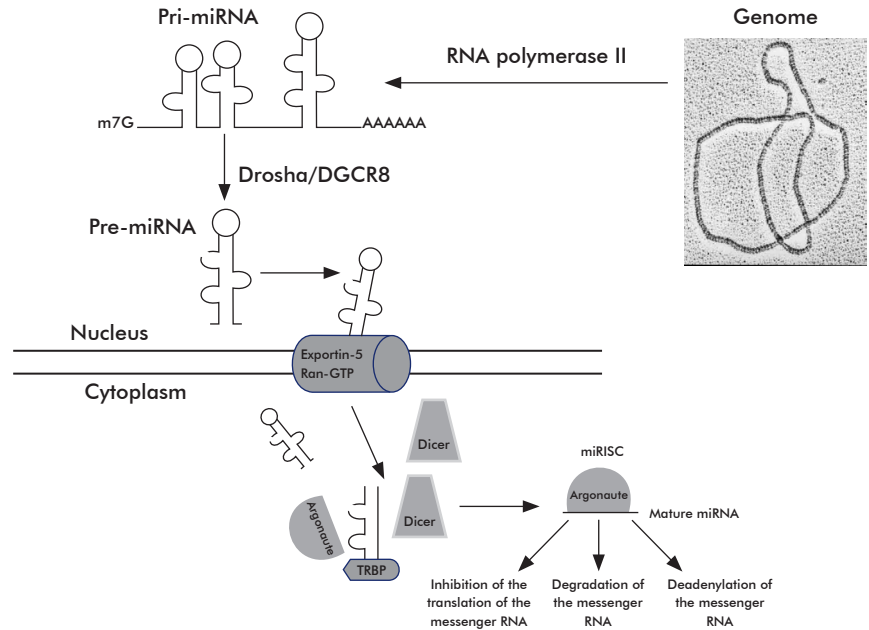 Pri-miRNA
Genome
RNA polymerase II
m7G
AAAAAA
Drosha/DGCR8
Pre-miRNA
Nucleus
Exportin-5
Ran-GTP
Cytoplasm
Dicer
miRISC
Argonaute
Argonaute
Dicer
Mature miRNA
TRBP
Inhibition of the
translation of the
messenger RNA
Degradation of
the messenger
RNA
Deadenylation of
the messenger
RNA